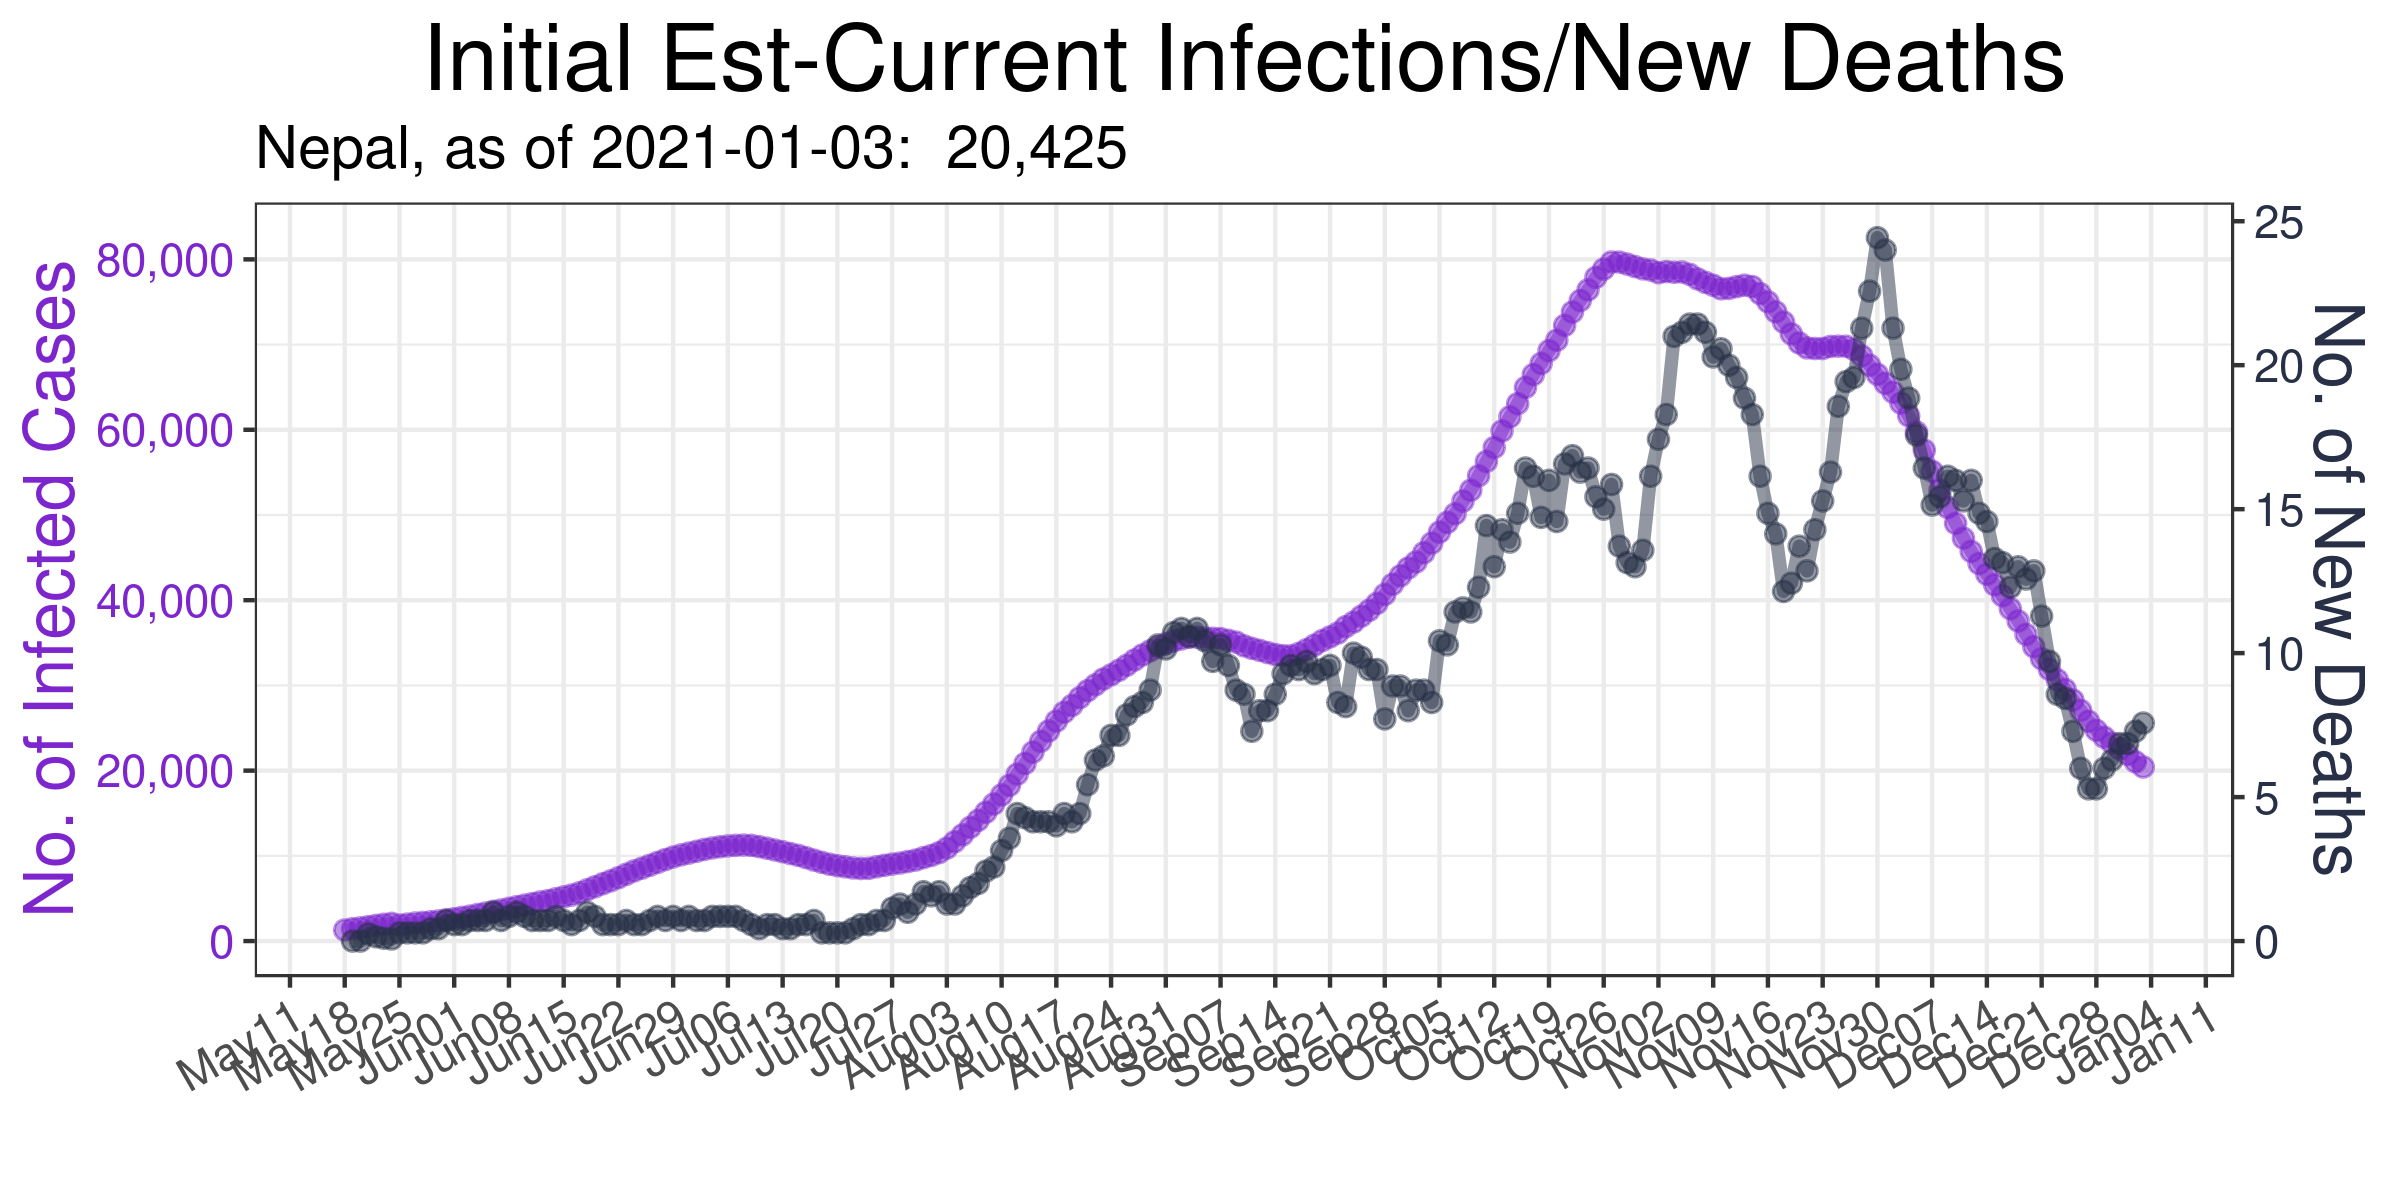 Initial Est-Current Infections/New Deaths
Nepal, as of 2021-01-03:  20,425
No. of Infected Cases
80,000
60,000
40,000
20,000
0
25
20
15
10
5
0
No. of New Deaths
May11
May18
May25
Jun01
Jun08
Jun15
Jun22
Jun29
Jul06
Jul13
Jul20
Jul27
Aug03
Aug10
Aug17
Aug24
Aug31
Sep07
Sep14
Sep21
Sep28
Oct05
Oct12
Oct19
Oct26
Nov02
Nov09
Nov16
Nov23
Nov30
Dec07
Dec14
Dec21
Dec28
Jan04
Jan11